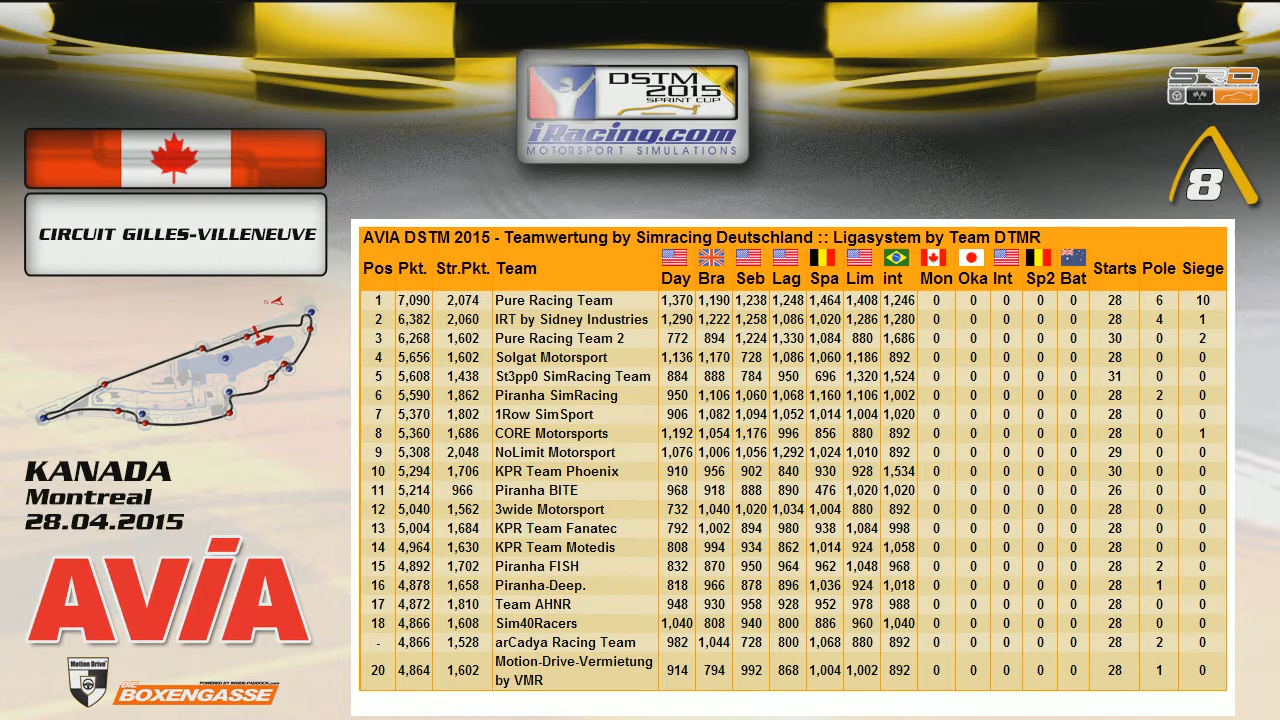 DSTM
2015
SPRINT CUP
iRacing.com
MOTORSPORT SIMULATIONS
SRD
8
CIRCUIT GILLES-VILLENEUVE
N
KANADA
Montreal
28.04.2015
AVIA
Motion Drive
POWERED BY INSIDE-PADDOCK.COM
DIE
BOXENGASSE
AVIA DSTM 2015 - Teamwertung by Simracing Deutschland :: Ligasystem by Team DTMR
Pos Pkt. Str.Pkt. Team Day Bra Seb Lag Spa Lim int Mon Oka Int Sp2 Bat Starts Pole Siege
1 7,090 2,074 Pure Racing Team 1,370 1,190 1,238 1,248 1,464 1,408 1,246 0 0 0 0 0 28 6 10
2 6,382 2,060 IRT by Sidney Industries 1,290 1,222 1,258 1,086 1,020 1,286 1,280 0 0 0 0 0 28 4 1
3 6,268 1,602 Pure Racing Team 2 772 894 1,224 1,330 1,084 880 1,686 0 0 0 0 0 30 0 2
4 5,656 1,602 Solgat Motorsport 1,136 1,170 728 1,086 1,060 1,186 892 0 0 0 0 0 28 0 0
5 5,608 1,438 St3pp0 SimRacing Team 884 888 784 950 696 1,320 1,524 0 0 0 0 0 31 0 0
6 5,590 1,862 Piranha SimRacing 950 1,106 1,060 1,068 1,160 1,106 1,002 0 0 0 0 0 28 2 0
7 5,370 1,802 1Row SimSport 906 1,082 1,094 1,052 1,014 1,004 1,020 0 0 0 0 0 28 0 0
8 5,360 1,686 CORE Motorsports 1,192 1,054 1,176 996 856 880 892 0 0 0 0 0 28 0 1
9 5,308 2,048 NoLimit Motorsport 1,076 1,006 1,056 1,292 1,024 1,010 892 0 0 0 0 0 29 0 0
10 5,294 1,706 KPR Team Phoenix 910 956 902 840 930 928 1,534 0 0 0 0 0 30 0 0
11 5,214 966 Piranha BITE 968 918 888 890 476 1,020 1,020 0 0 0 0 0 26 0 0
12 5,040 1,562 3wide Motorsport 732 1,040 1,020 1,034 1,004 880 892 0 0 0 0 0 28 0 0
13 5,004 1,684 KPR Team Fanatec 792 1,002 894 980 938 1,084 998 0 0 0 0 0 28 0 0
14 4,964 1,630 KPR Team Motedis 808 994 934 862 1,014 924 1,058 0 0 0 0 0 28 0 0
15 4,892 1,702 Piranha FISH 832 870 950 964 962 1,048 968 0 0 0 0 0 28 2 0
16 4,878 1,658 Piranha-Deep. 818 966 878 896 1,036 924 1,018 0 0 0 0 0 28 1 0
17 4,872 1,810 Team AHNR 948 930 958 928 952 978 988 0 0 0 0 0 28 0 0
18 4,866 1,608 Sim40Racers 1,040 808 940 800 886 960 1,040 0 0 0 0 0 28 0 0
- 4,866 1,528 arCadya Racing Team 982 1,044 728 800 1,068 880 892 0 0 0 0 0 28 2 0
20 4,864 1,602 Motion-Drive-Vermietung 914 794 992 868 1,004 1,002 892 0 0 0 0 0 28 1 0
by VMR